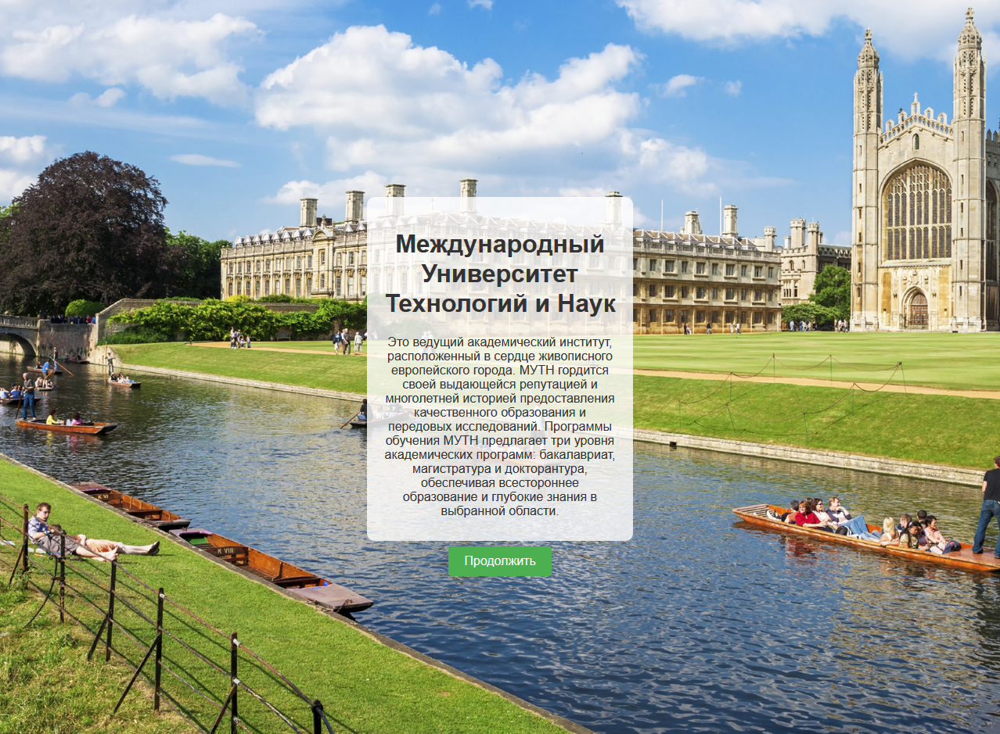 Международный
Университет
Технологий и Наук
Это ведущий академический институт,
расположенный в сердце живописного
европейского города. МУТН гордится
своей выдающейся репутацией и
многолетней историей предоставления
качественного образования и
передовых исследований. Программы
обучения МУТН предлагает три уровня
академических программ: бакалавриат,
магистратура и докторантура,
обеспечивая всестороннее
образование и глубокие знания в
выбранной области.
K VI
K VIII
Продолжить